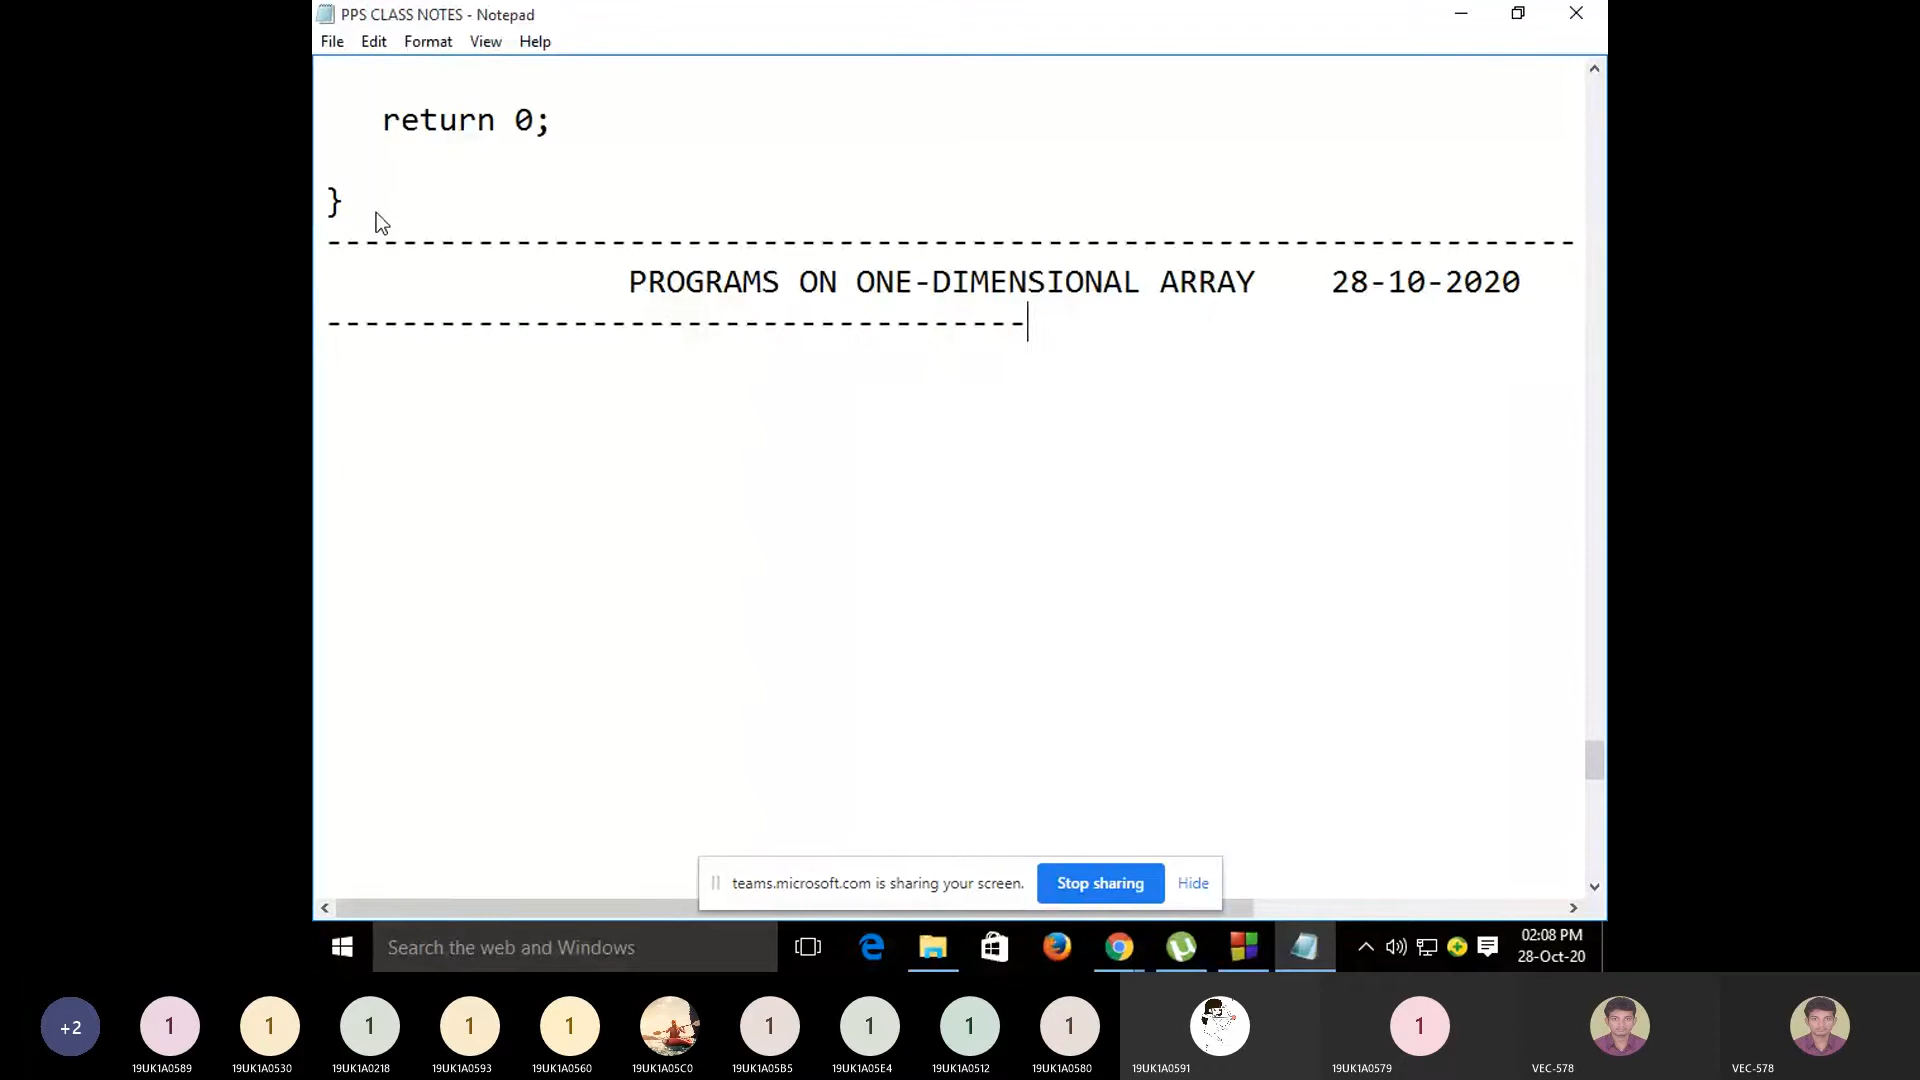 PPS CLASS NOTES - Notepad
File Edit Format View Help
return 0;
}
------------------------------------------------------------------
PROGRAMS ON ONE-DIMENSIONAL ARRAY 28-10-2020
-------------------------------------
teams.microsoft.com is sharing your screen. Stop sharing Hide
Search the web and Windows
02:08 PM
28-Oct-20
+2 1 1 1 1 1 1 1 1 1 1
19UK1A0589 19UK1A0530 19UK1A0218 19UK1A0593 19UK1A0560 19UK1A05C0 19UK1A05B5 19UK1A05E4 19UK1A0512 19UK1A0580 19UK1A0591 19UK1A0579 VEC-578 VEC-578